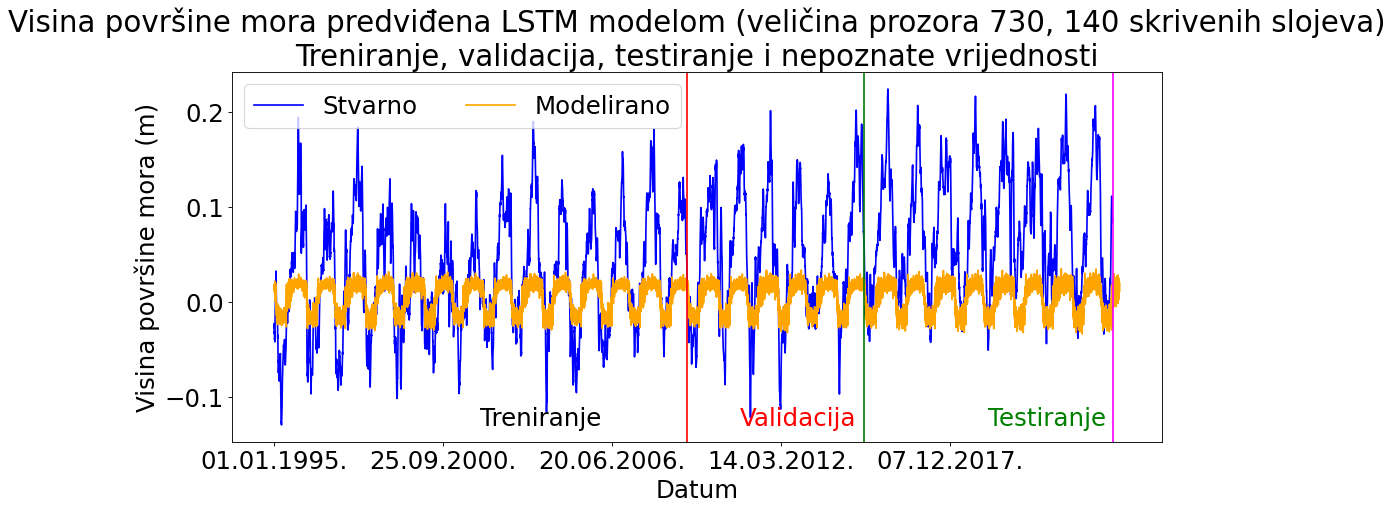 Visina površine mora predviđena LSTM modelom (veličina prozora 730, 140 skrivenih slojeva)
Treniranje, validacija, testiranje i nepoznate vrijednosti
Stvarno
Modelirano
Visina površine mora (m)
0.2
0.1
0.0
−0.1
Treniranje
Validacija
Testiranje
01.01.1995.
25.09.2000.
20.06.2006.
14.03.2012.
07.12.2017.
Datum